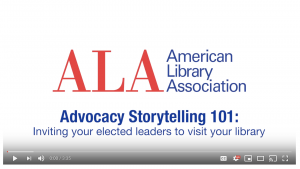 ALA American
Library
Association
Advocacy Storytelling 101:
Inviting your elected leaders to visit your library